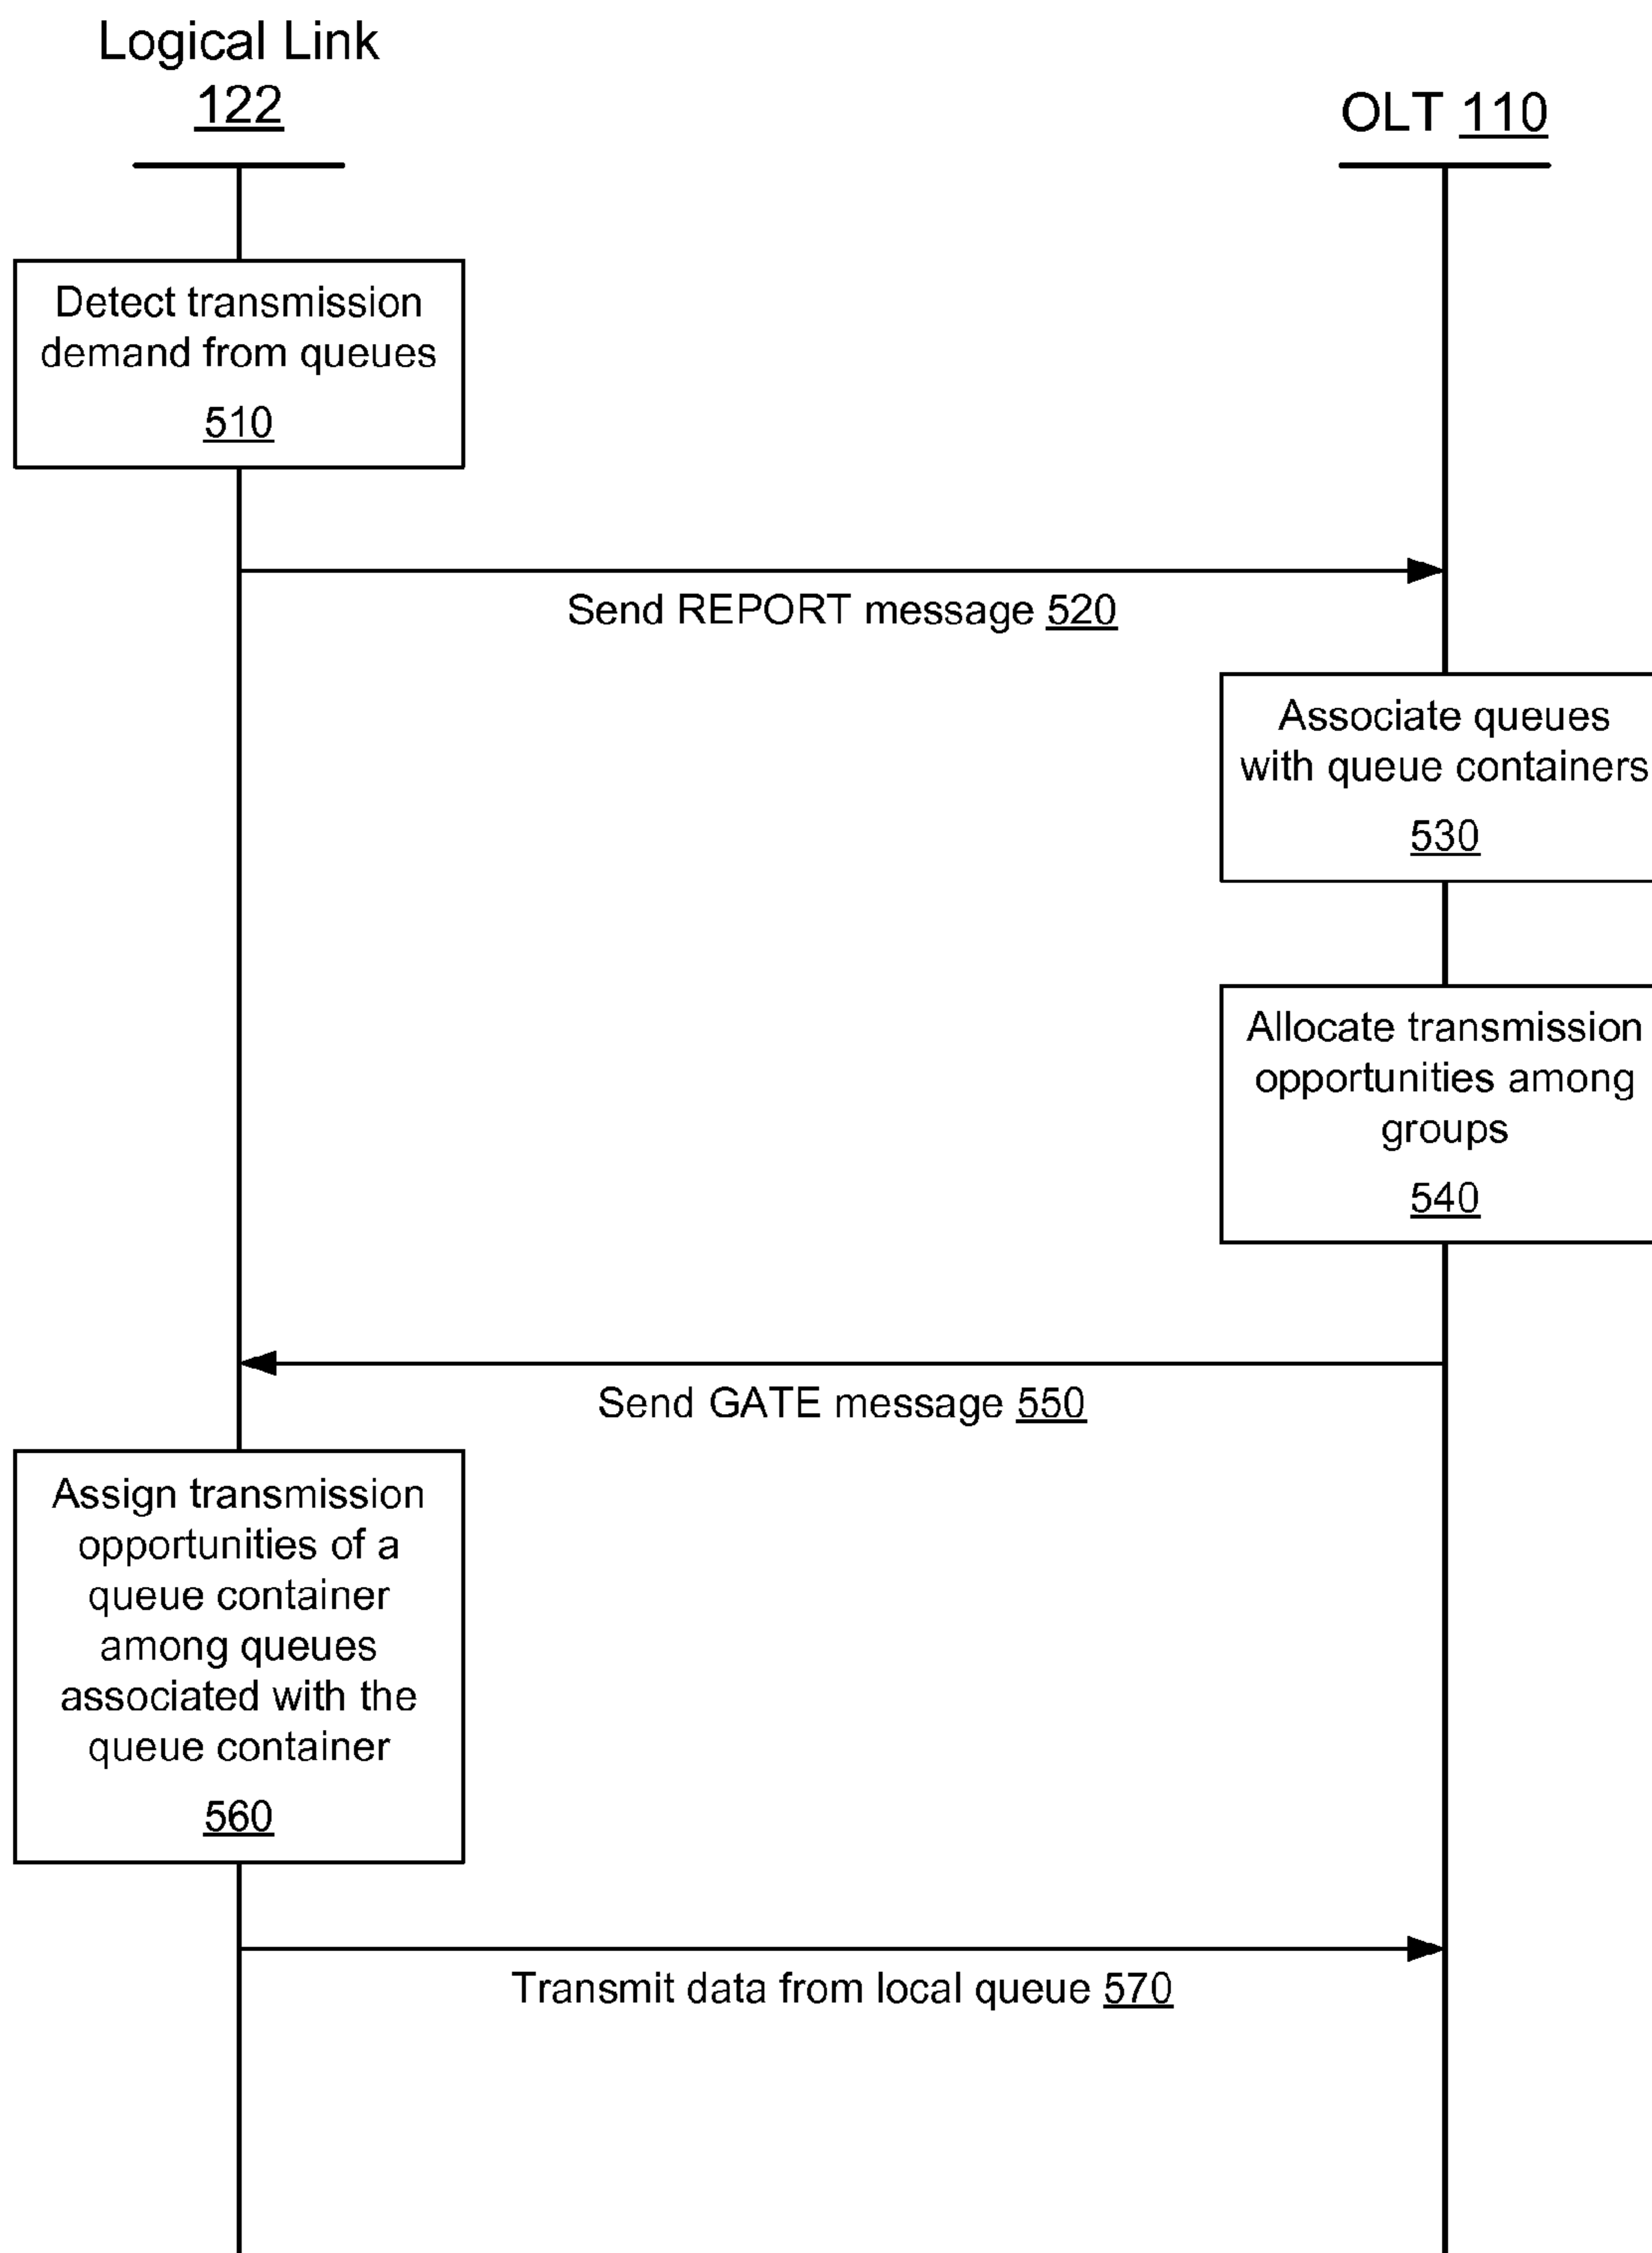 Logical Link
122
OLT 110
Detect transmission
demand from queues
510
Send REPORT message 520
Associate queues
with queue containers
530
Allocate transmission
opportunities among
groups
540
Send GATE message 550
Assign transmission
opportunities of a
queue container
among queues
associated with the
queue container
560
Transmit data from local queue 570